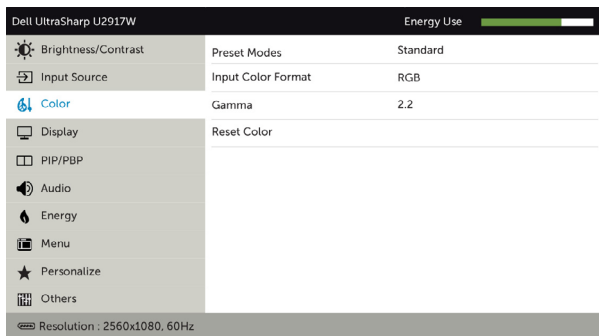 Dell UltraSharp U2917W Energy Use
Brightness/Contrast
Input Source
Color
Display
PIP/PBP
Audio
Energy
Menu
Personalize
Others
Preset Modes Standard
Input Color Format RGB
Gamma 2.2
Reset Color
Resolution : 2560x1080, 60Hz